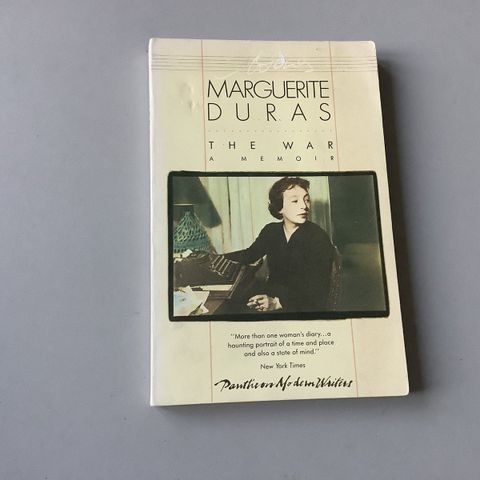 MARGUERITE
DURAS
THE WAR
A MEMOIR
"More than one woman's diary...a
haunting portrait of a time and place
and also a state of mind."
New York Times
Pantheon Modern Writers